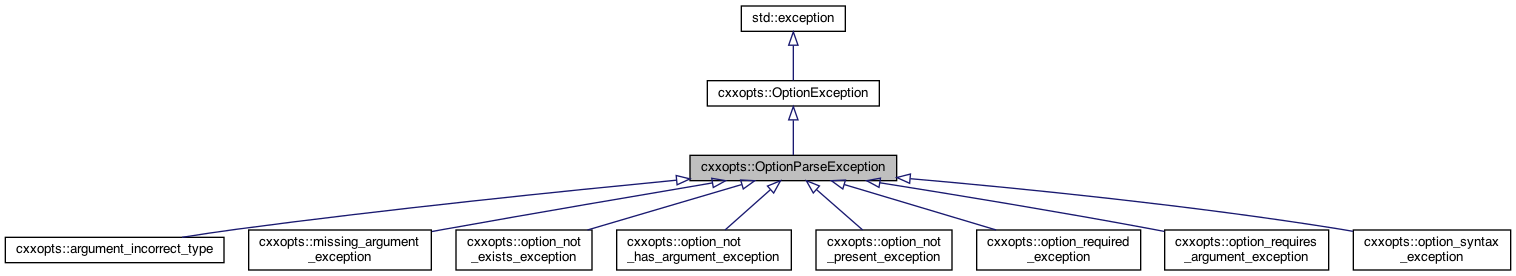 std::exception
cxxopts::OptionException
cxxopts::OptionParseException
cxxopts::argument_incorrect_type
cxxopts::missing_argument
_exception
cxxopts::option_not
_exists_exception
cxxopts::option_not
_has_argument_exception
cxxopts::option_not
_present_exception
cxxopts::option_required
_exception
cxxopts::option_requires
_argument_exception
cxxopts::option_syntax
_exception